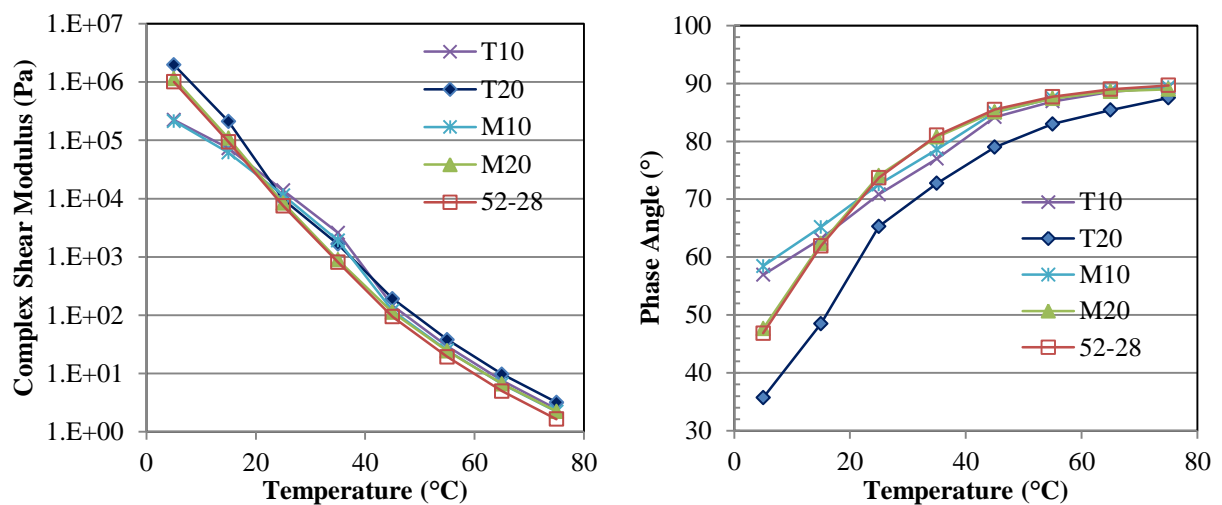 Complex Shear Modulus (Pa)
1.E+07
1.E+06
1.E+05
1.E+04
1.E+03
1.E+02
1.E+01
1.E+00
T10
T20
M10
M20
52-28
0 20 40 60 80
Temperature (°C)
Phase Angle (°)
100
90
80
70
60
50
40
30
T10
T20
M10
M20
52-28
0 20 40 60 80
Temperature (°C)